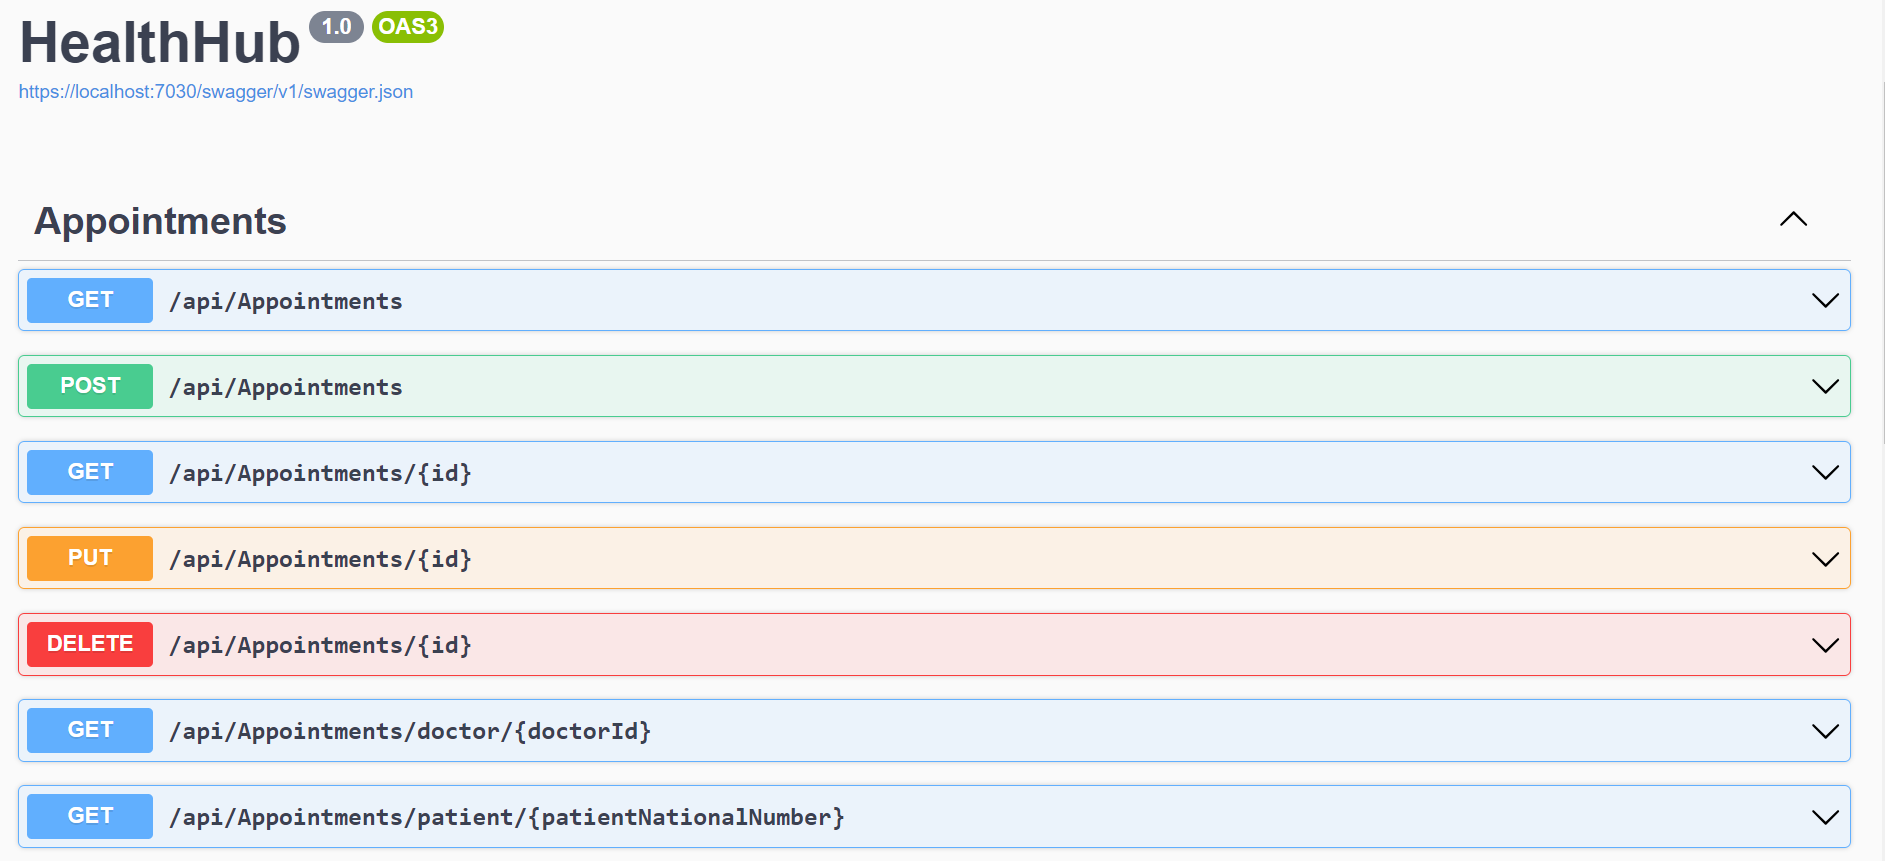 HealthHub 1.0 OAS3
https://localhost:7030/swagger/v1/swagger.json
Appointments
GET /api/Appointments
POST /api/Appointments
GET /api/Appointments/{id}
PUT /api/Appointments/{id}
DELETE /api/Appointments/{id}
GET /api/Appointments/doctor/{doctorId}
GET /api/Appointments/patient/{patientNationalNumber}